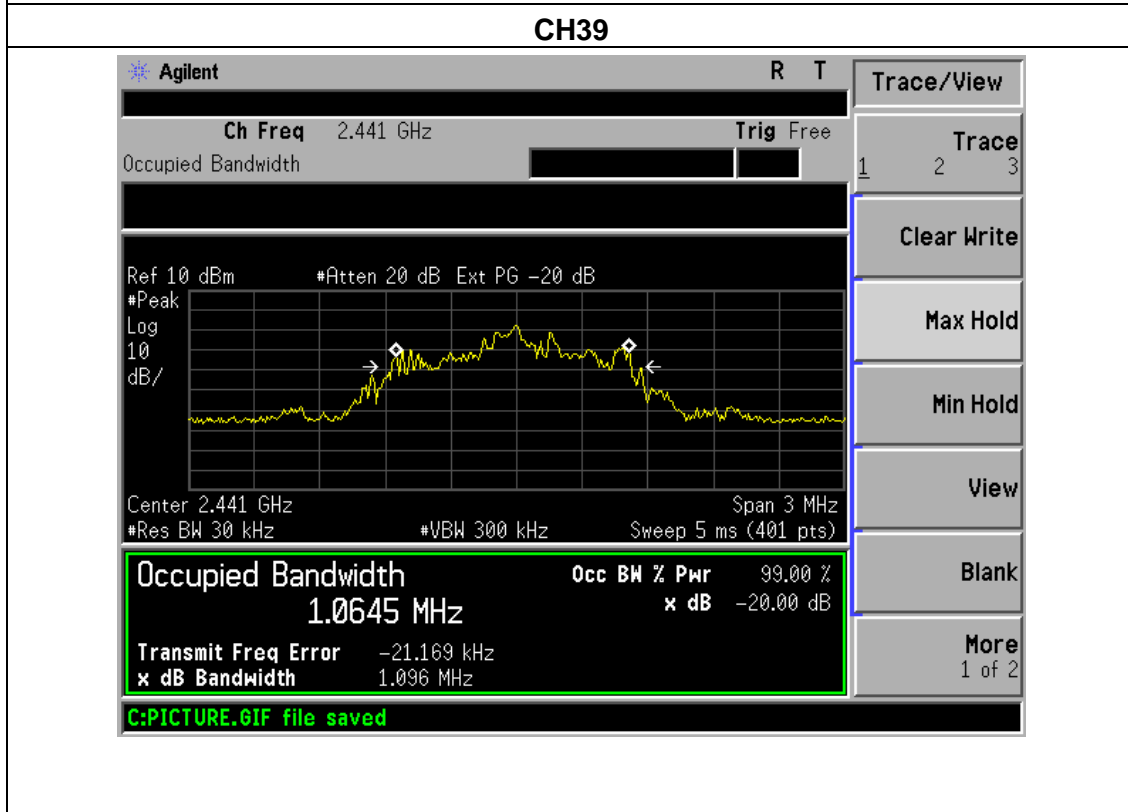 CH39
Agilent R T
Trace/View
Ch Freq 2.441 GHz Trig Free
Occupied Bandwidth
Trace
1 2 3
Clear Write
Ref 10 dBm #Atten 20 dB Ext PG -20 dB
#Peak
Log
10
dB/
Max Hold
Min Hold
View
Center 2.441 GHz Span 3 MHz
#Res BW 30 kHz #VBW 300 kHz Sweep 5 ms (401 pts)
Occupied Bandwidth Occ BW % Pwr 99.00 %
1.0645 MHz x dB -20.00 dB
Blank
Transmit Freq Error -21.169 kHz
x dB Bandwidth 1.096 MHz
More
1 of 2
C:PICTURE.GIF file saved